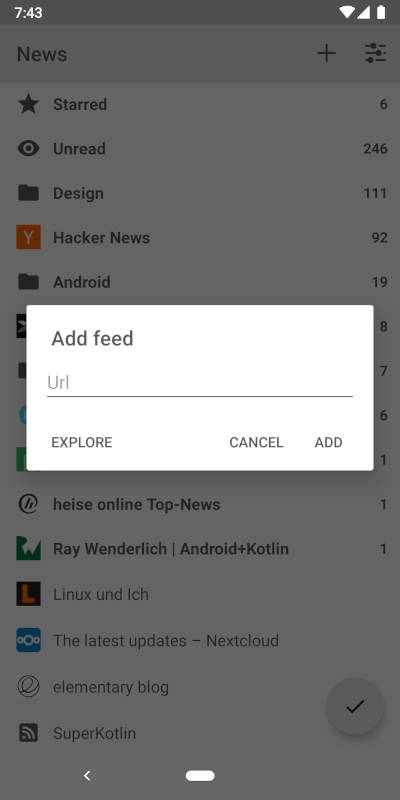 7:43
News
Starred 6
Unread 246
Design 111
Hacker News 92
Android 19
8
Add feed
7
Url
6
EXPLORE CANCEL ADD
1
heise online Top-News 1
Ray Wenderlich | Android+Kotlin 1
Linux und Ich
The latest updates – Nextcloud
elementary blog
SuperKotlin